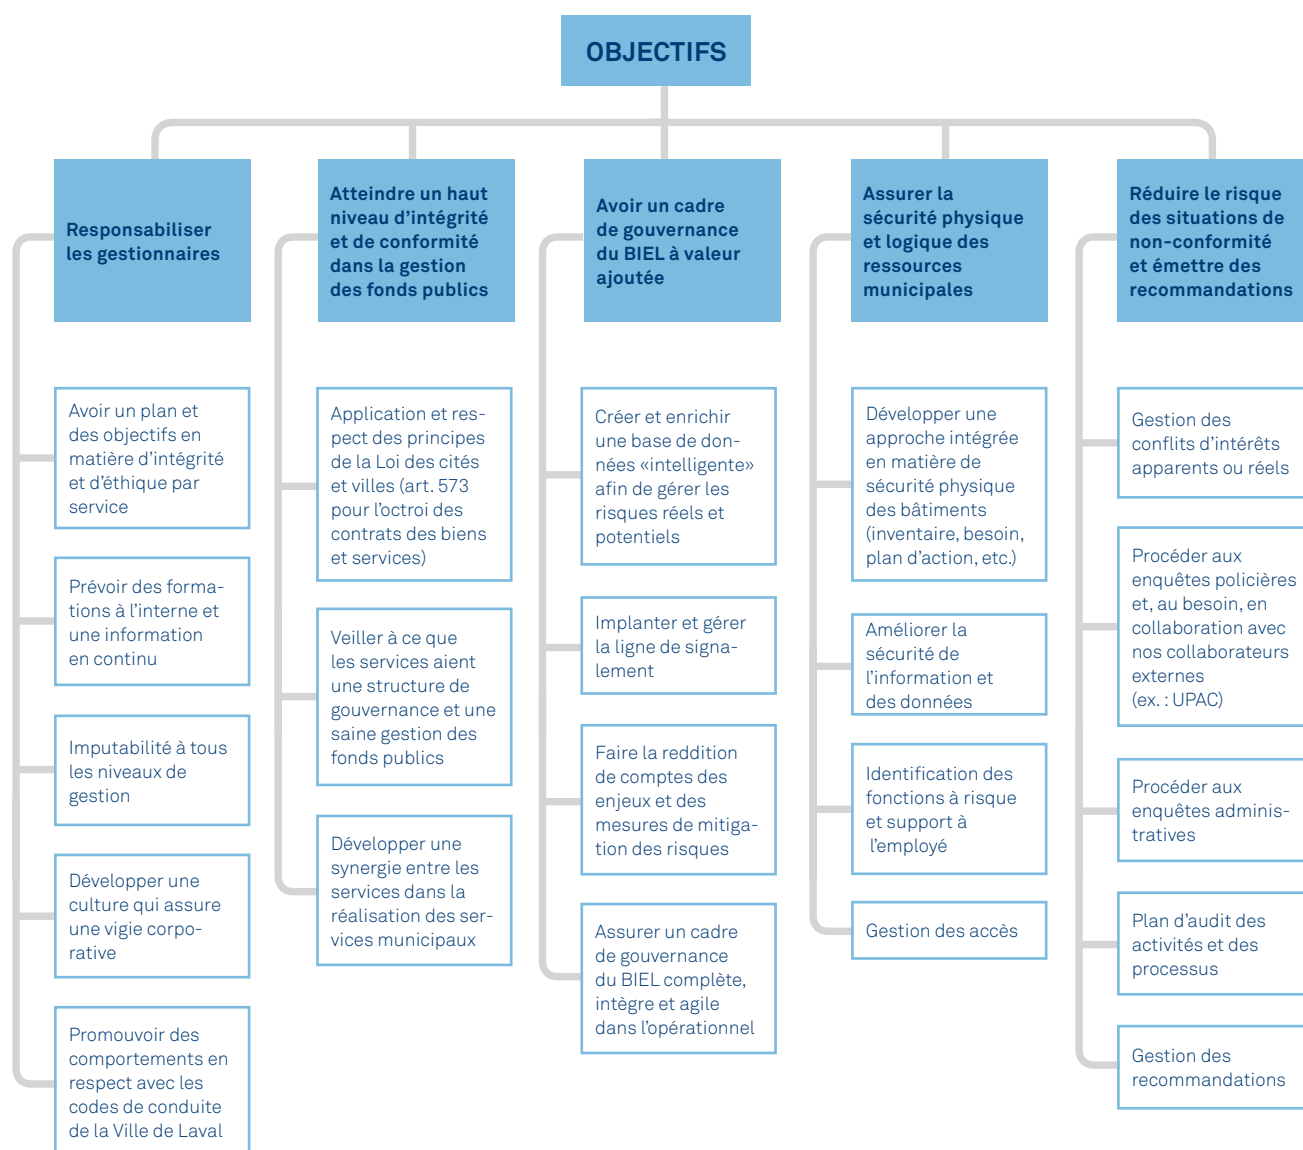 OBJECTIFS
Responsabiliser
les gestionnaires
Avoir un plan et
des objectifs en
matière d'intégrité
et d'éthique par
service
Prévoir des forma-
tions à l'interne et
une information
en continu
Imputabilité à tous
les niveaux de
gestion
Développer une
culture qui assure
une vigie corpo-
rative
Promouvoir des
comportements en
respect avec les
codes de conduite
de la Ville de Laval
Atteindre un haut
niveau d'intégrité
et de conformité
dans la gestion
des fonds publics
Application et res-
pect des principes
de la Loi des cités
et villes (art. 573
pour l'octroi des
contrats des biens
et services)
Veiller à ce que
les services aient
une structure de
gouvernance et une
saine gestion des
fonds publics
Développer une
synergie entre les
services dans la
réalisation des ser-
vices municipaux
Avoir un cadre
de gouvernance
du BIEL à valeur
ajoutée
Créer et enrichir
une base de don-
nées «intelligente»
afin de gérer les
risques réels et
potentiels
Implanter et gérer
la ligne de signa-
lement
Faire la reddition
de comptes des
enjeux et des
mesures de mitiga-
tion des risques
Assurer un cadre
de gouvernance
du BIEL complète,
intègre et agile
dans l'opérationnel
Assurer la
sécurité physique
et logique des
ressources
municipales
Développer une
approche intégrée
en matière de
sécurité physique
des bâtiments
(inventaire, besoin,
plan d'action, etc.)
Améliorer la
sécurité de
l'information et
des données
Identification des
fonctions à risque
et support à
l'employé
Gestion des accès
Réduire le risque
des situations de
non-conformité
et émettre des
recommandations
Gestion des
conflits d'intérêts
apparents ou réels
Procéder aux
enquêtes policières
et, au besoin, en
collaboration avec
nos collaborateurs
externes
(ex. : UPAC)
Procéder aux
enquêtes adminis-
tratives
Plan d'audit des
activités et des
processus
Gestion des
recommandations